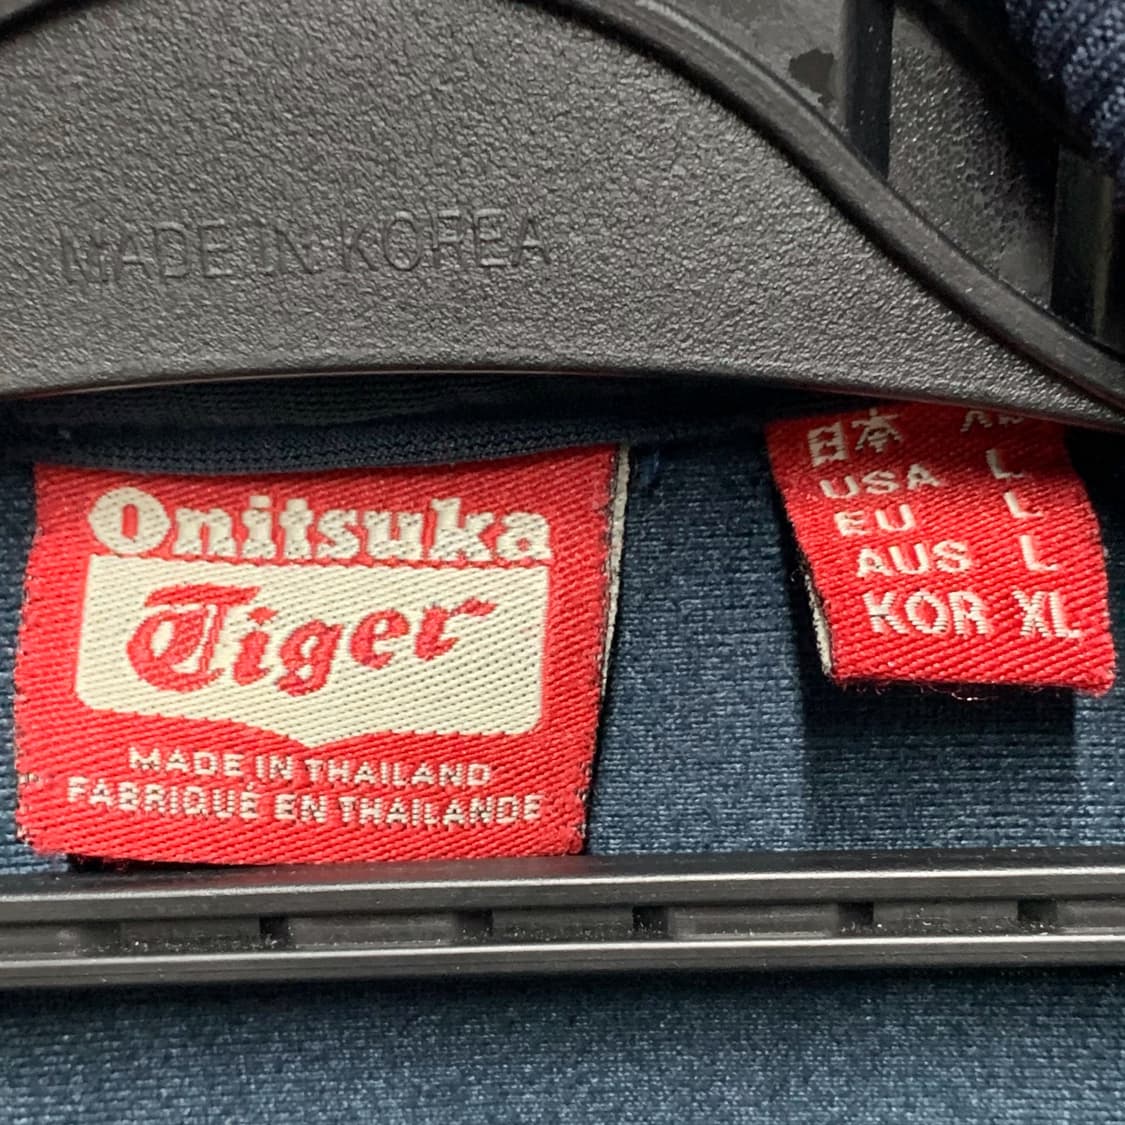 MADE IN KOREA
Onitsuka
Tiger
MADE IN THAILAND
FABRIQUÉ EN THAILANDE
日本
USA L
EU L
AUS L
KOR XL